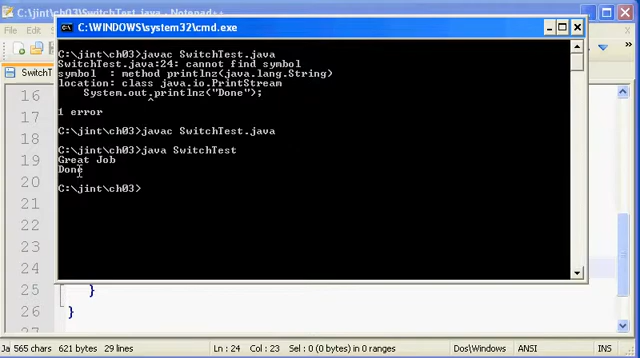 C:\jint\ch03\SwitchTest.java - Notepad++
C:\WINDOWS\system32\cmd.exe
File Edit
SwitchT
C:\jint\ch03>javac SwitchTest.java
SwitchTest.java:24: cannot find symbol
symbol : method printlnz(java.lang.String)
location: class java.io.PrintStream
System.out.printlnz("Done");
^
1 error
C:\jint\ch03>javac SwitchTest.java
C:\jint\ch03>java SwitchTest
Great Job
Done
C:\jint\ch03>
16
17
18
19
20
21
22
23
24
25 }
26 }
27
Ja 565 chars 621 bytes 29 lines Ln : 24 Col : 23 Sel : 0 (0 bytes) in 0 ranges Dos\Windows ANSI INS